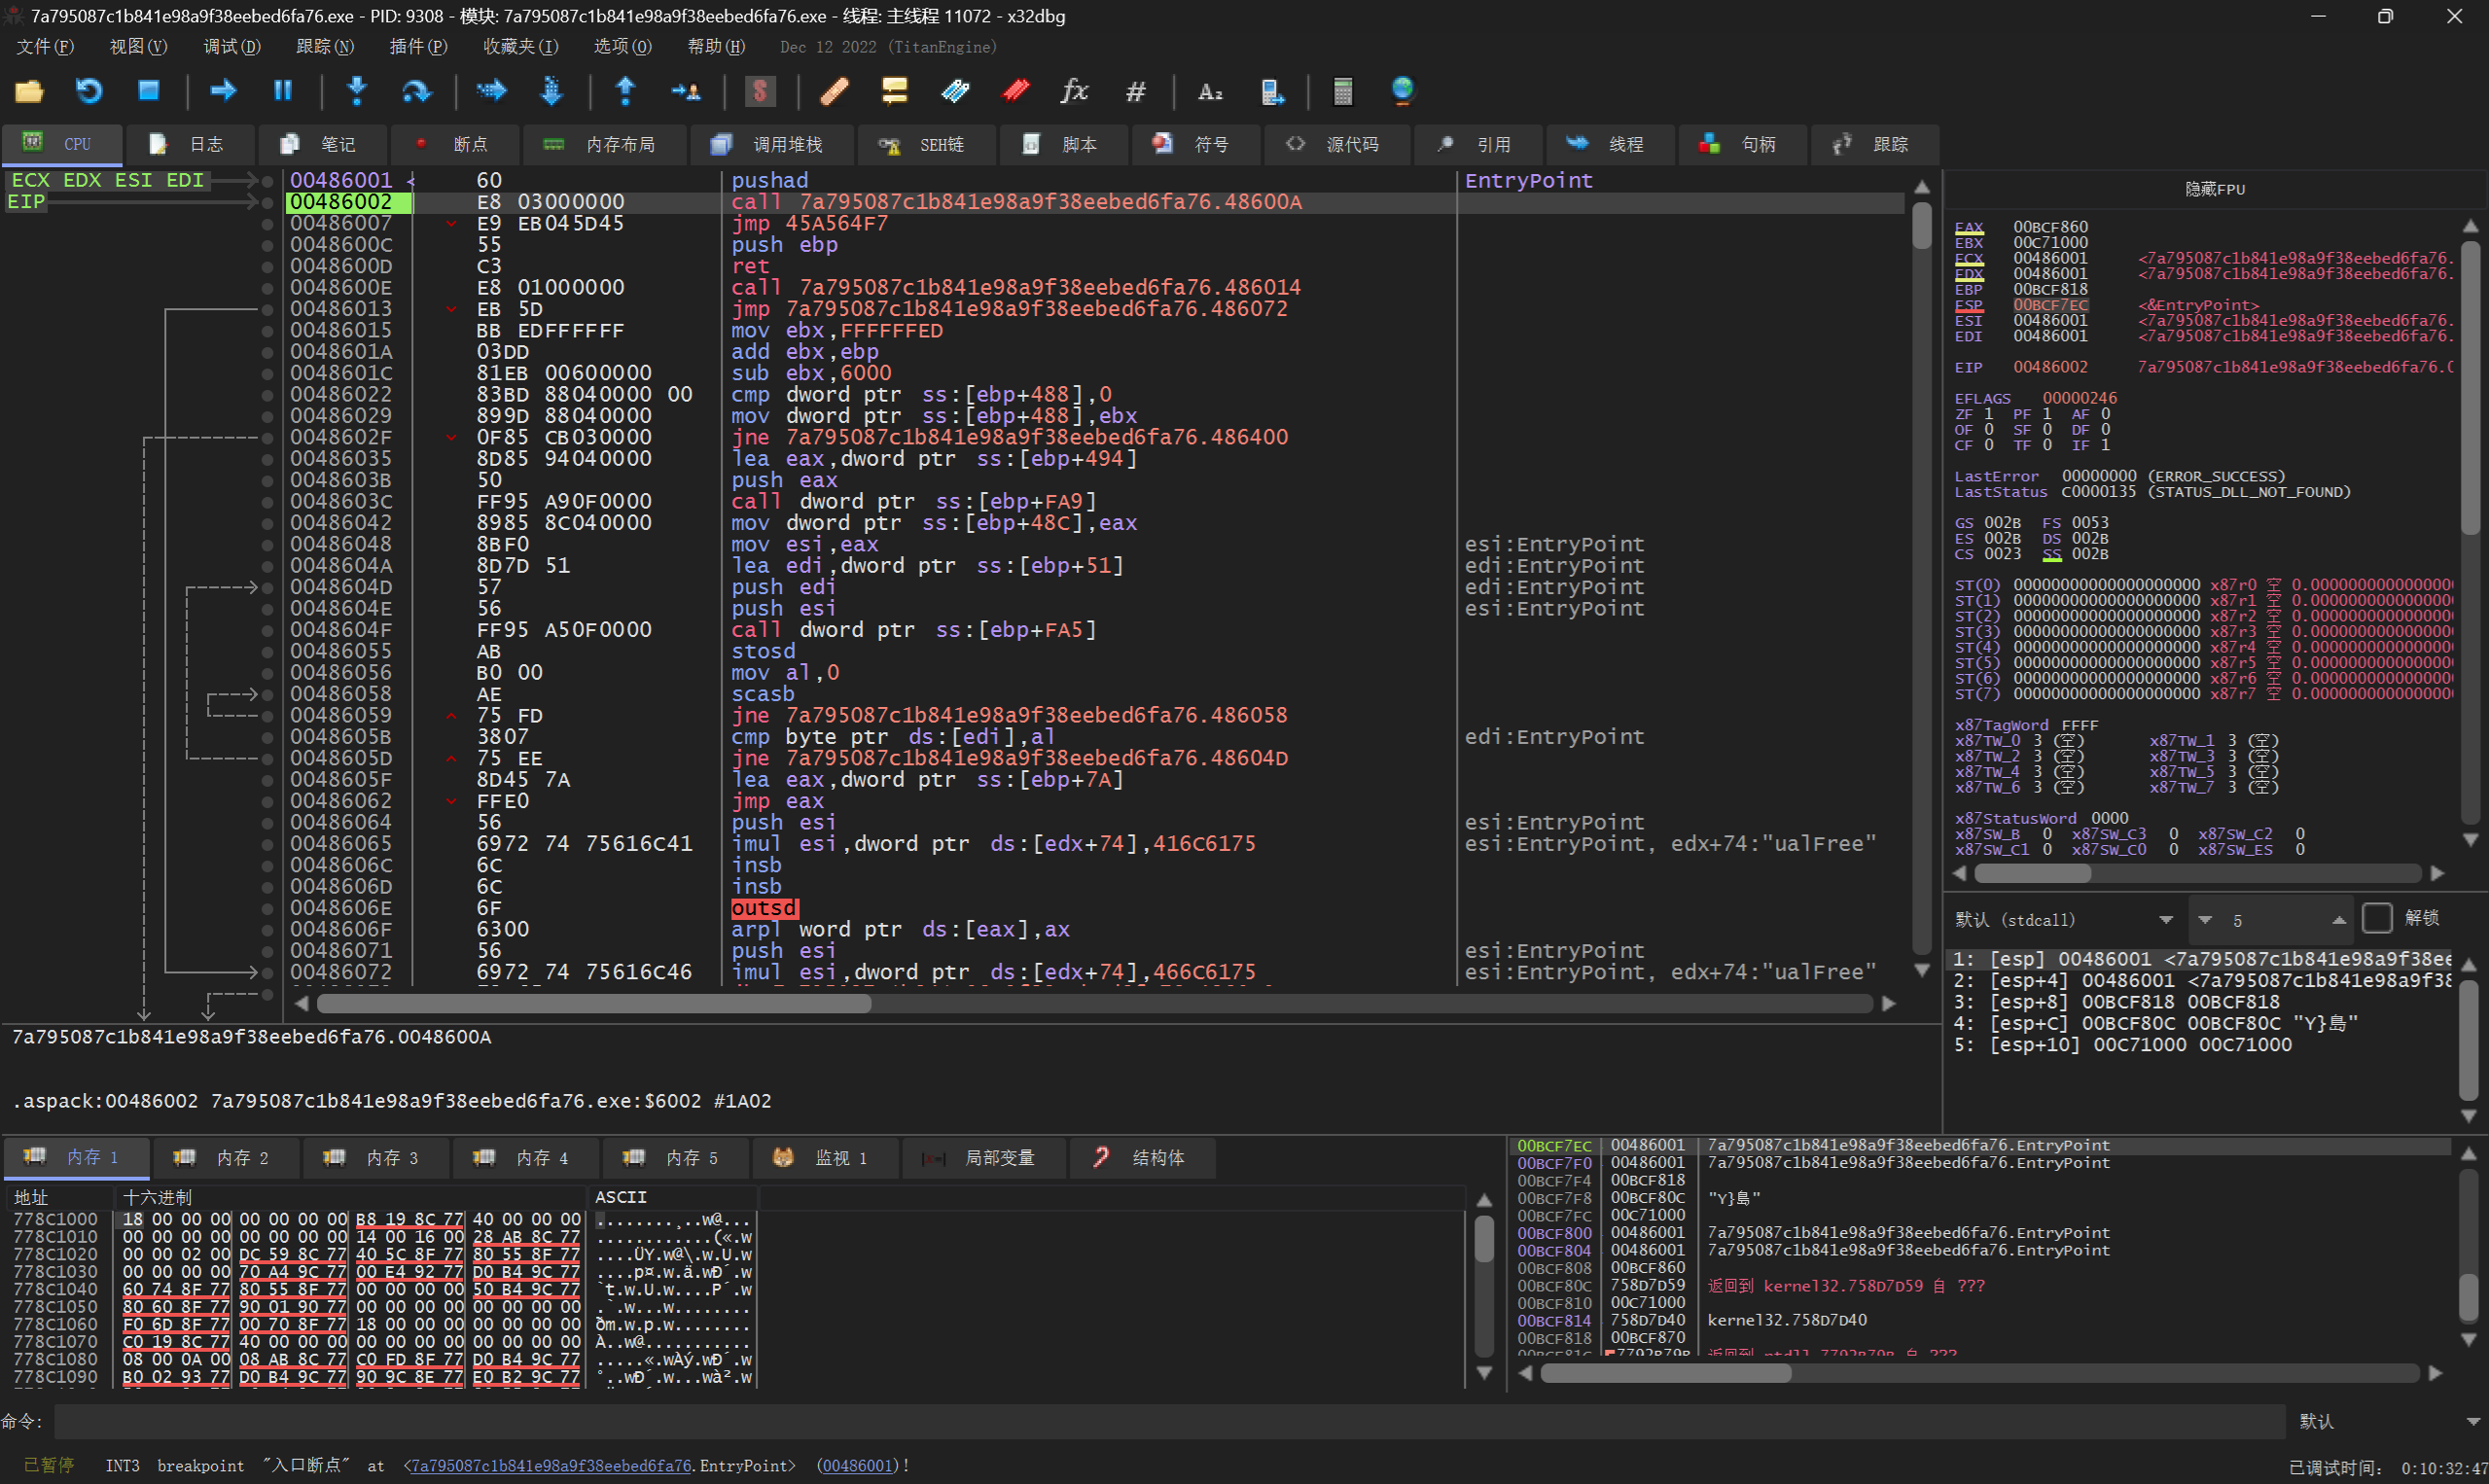 7a795087c1b841e98a9f38eebed6fa76.exe - PID: 9308 - 模块: 7a795087c1b841e98a9f38eebed6fa76.exe - 线程: 主线程 11072 - x32dbg
文件(F) 视图(V) 调试(D) 跟踪(N) 插件(P) 收藏夹(I) 选项(O) 帮助(H) Dec 12 2022 (TitanEngine)
CPU 日志 笔记 断点 内存布局 调用堆栈 SEH链 脚本 符号 源代码 引用 线程 句柄 跟踪
ECX EDX ESI EDI
EIP
00486001 60 pushad EntryPoint
00486002 E8 03000000 call 7a795087c1b841e98a9f38eebed6fa76.48600A
00486007 E9 EB045D45 jmp 45A564F7
0048600C 55 push ebp
0048600D C3 ret
0048600E E8 01000000 call 7a795087c1b841e98a9f38eebed6fa76.486014
00486013 EB 5D jmp 7a795087c1b841e98a9f38eebed6fa76.486072
00486015 BB EDFFFFFF mov ebx,FFFFFFED
0048601A 03DD add ebx,ebp
0048601C 81EB 00600000 sub ebx,6000
00486022 83BD 88040000 00 cmp dword ptr ss:[ebp+488],0
00486029 899D 88040000 mov dword ptr ss:[ebp+488],ebx
0048602F 0F85 CB030000 jne 7a795087c1b841e98a9f38eebed6fa76.486400
00486035 8D85 94040000 lea eax,dword ptr ss:[ebp+494]
0048603B 50 push eax
0048603C FF95 A90F0000 call dword ptr ss:[ebp+FA9]
00486042 8985 8C040000 mov dword ptr ss:[ebp+48C],eax
00486048 8BF0 mov esi,eax esi:EntryPoint
0048604A 8D7D 51 lea edi,dword ptr ss:[ebp+51] edi:EntryPoint
0048604D 57 push edi edi:EntryPoint
0048604E 56 push esi esi:EntryPoint
0048604F FF95 A50F0000 call dword ptr ss:[ebp+FA5]
00486055 AB stosd
00486056 B0 00 mov al,0
00486058 AE scasb
00486059 75 FD jne 7a795087c1b841e98a9f38eebed6fa76.486058
0048605B 3807 cmp byte ptr ds:[edi],al edi:EntryPoint
0048605D 75 EE jne 7a795087c1b841e98a9f38eebed6fa76.48604D
0048605F 8D45 7A lea eax,dword ptr ss:[ebp+7A]
00486062 FFE0 jmp eax
00486064 56 push esi esi:EntryPoint
00486065 6972 74 75616C41 imul esi,dword ptr ds:[edx+74],416C6175 esi:EntryPoint, edx+74:"ualFree"
0048606C 6C insb
0048606D 6C insb
0048606E 6F outsd
0048606F 6300 arpl word ptr ds:[eax],ax
00486071 56 push esi esi:EntryPoint
00486072 6972 74 75616C46 imul esi,dword ptr ds:[edx+74],466C6175 esi:EntryPoint, edx+74:"ualFree"
7a795087c1b841e98a9f38eebed6fa76.0048600A
.aspack:00486002 7a795087c1b841e98a9f38eebed6fa76.exe:$6002 #1A02
隐藏FPU
EAX 00BCF860
EBX 00C71000
ECX 00486001 <7a795087c1b841e98a9f38eebed6fa76.
EDX 00486001 <7a795087c1b841e98a9f38eebed6fa76.
EBP 00BCF818
ESP 00BCF7EC <&EntryPoint>
ESI 00486001 <7a795087c1b841e98a9f38eebed6fa76.
EDI 00486001 <7a795087c1b841e98a9f38eebed6fa76.
EIP 00486002 7a795087c1b841e98a9f38eebed6fa76.0
EFLAGS 00000246
ZF 1 PF 1 AF 0
OF 0 SF 0 DF 0
CF 0 TF 0 IF 1
LastError 00000000 (ERROR_SUCCESS)
LastStatus C0000135 (STATUS_DLL_NOT_FOUND)
GS 002B FS 0053
ES 002B DS 002B
CS 0023 SS 002B
ST(0) 00000000000000000000 x87r0 空 0.0000000000000000
ST(1) 00000000000000000000 x87r1 空 0.0000000000000000
ST(2) 00000000000000000000 x87r2 空 0.0000000000000000
ST(3) 00000000000000000000 x87r3 空 0.0000000000000000
ST(4) 00000000000000000000 x87r4 空 0.0000000000000000
ST(5) 00000000000000000000 x87r5 空 0.0000000000000000
ST(6) 00000000000000000000 x87r6 空 0.0000000000000000
ST(7) 00000000000000000000 x87r7 空 0.0000000000000000
x87TagWord FFFF
x87TW_0 3 (空) x87TW_1 3 (空)
x87TW_2 3 (空) x87TW_3 3 (空)
x87TW_4 3 (空) x87TW_5 3 (空)
x87TW_6 3 (空) x87TW_7 3 (空)
x87StatusWord 0000
x87SW_B 0 x87SW_C3 0 x87SW_C2 0
x87SW_C1 0 x87SW_C0 0 x87SW_ES 0
默认 (stdcall) 5 解锁
1: [esp] 00486001 <7a795087c1b841e98a9f38ee
2: [esp+4] 00486001 <7a795087c1b841e98a9f38
3: [esp+8] 00BCF818 00BCF818
4: [esp+C] 00BCF80C 00BCF80C "Y}島"
5: [esp+10] 00C71000 00C71000
内存 1 内存 2 内存 3 内存 4 内存 5 监视 1 局部变量 结构体
地址 十六进制 ASCII
778C1000 18 00 00 00 00 00 00 00 B8 19 8C 77 40 00 00 00 ........¸..w@...
778C1010 00 00 00 00 00 00 00 00 14 00 16 00 28 AB 8C 77 ............(«.w
778C1020 00 00 02 00 DC 59 8C 77 40 5C 8F 77 80 55 8F 77 ....ÜY.w@\.w.U.w
778C1030 00 00 00 00 70 A4 9C 77 00 E4 92 77 D0 B4 9C 77 ....p¤.w.ä.wÐ´.w
778C1040 60 74 8F 77 80 55 8F 77 00 00 00 00 50 B4 9C 77 `t.w.U.w....P´.w
778C1050 80 60 8F 77 90 01 90 77 00 00 00 00 00 00 00 00 .`.w...w........
778C1060 F0 6D 8F 77 00 70 8F 77 18 00 00 00 00 00 00 00 ðm.w.p.w........
778C1070 C0 19 8C 77 40 00 00 00 00 00 00 00 00 00 00 00 À..w@...........
778C1080 08 00 0A 00 08 AB 8C 77 C0 FD 8F 77 D0 B4 9C 77 .....«.wÀý.wÐ´.w
778C1090 B0 02 93 77 D0 B4 9C 77 90 9C 8E 77 E0 B2 9C 77 °..wÐ´.w...wà².w
00BCF7EC 00486001 7a795087c1b841e98a9f38eebed6fa76.EntryPoint
00BCF7F0 00486001 7a795087c1b841e98a9f38eebed6fa76.EntryPoint
00BCF7F4 00BCF818
00BCF7F8 00BCF80C "Y}島"
00BCF7FC 00C71000
00BCF800 00486001 7a795087c1b841e98a9f38eebed6fa76.EntryPoint
00BCF804 00486001 7a795087c1b841e98a9f38eebed6fa76.EntryPoint
00BCF808 00BCF860
00BCF80C 758D7D59 返回到 kernel32.758D7D59 自 ???
00BCF810 00C71000
00BCF814 758D7D40 kernel32.758D7D40
00BCF818 00BCF870
00BCF81C 7792B79B 返回到 ntdll.7792B79B 自 ???
命令: 默认
已暂停 INT3 breakpoint "入口断点" at <7a795087c1b841e98a9f38eebed6fa76.EntryPoint> (00486001)!
已调试时间: 0:10:32:47